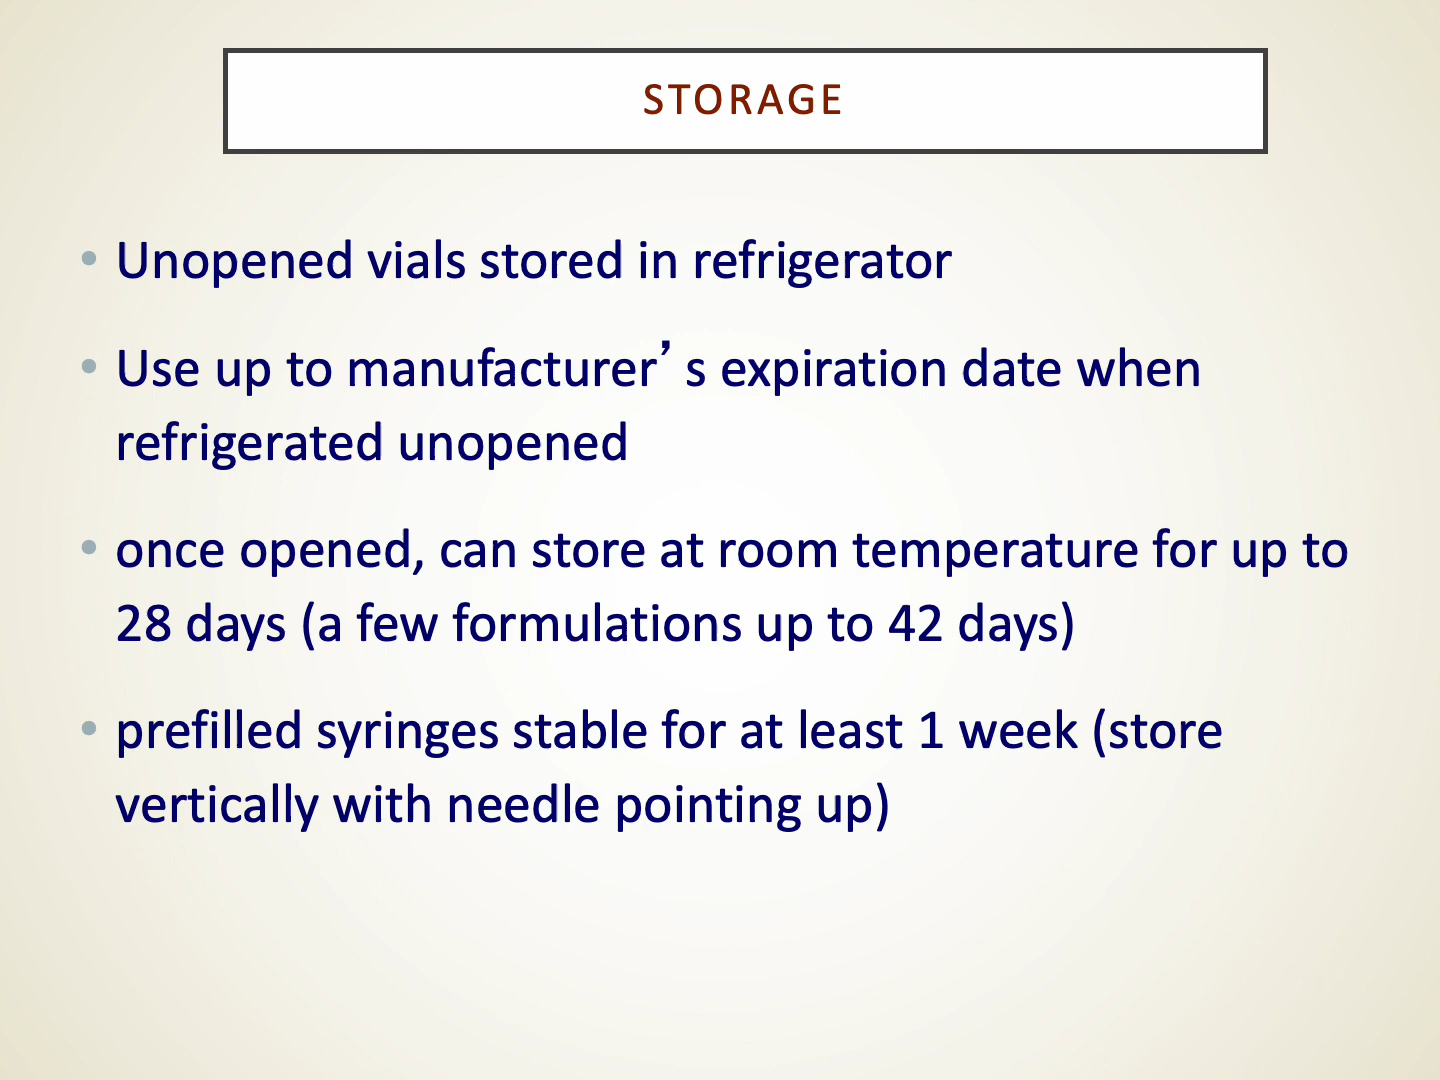 STORAGE
• Unopened vials stored in refrigerator
• Use up to manufacturer’s expiration date when
refrigerated unopened
• once opened, can store at room temperature for up to
28 days (a few formulations up to 42 days)
• prefilled syringes stable for at least 1 week (store
vertically with needle pointing up)